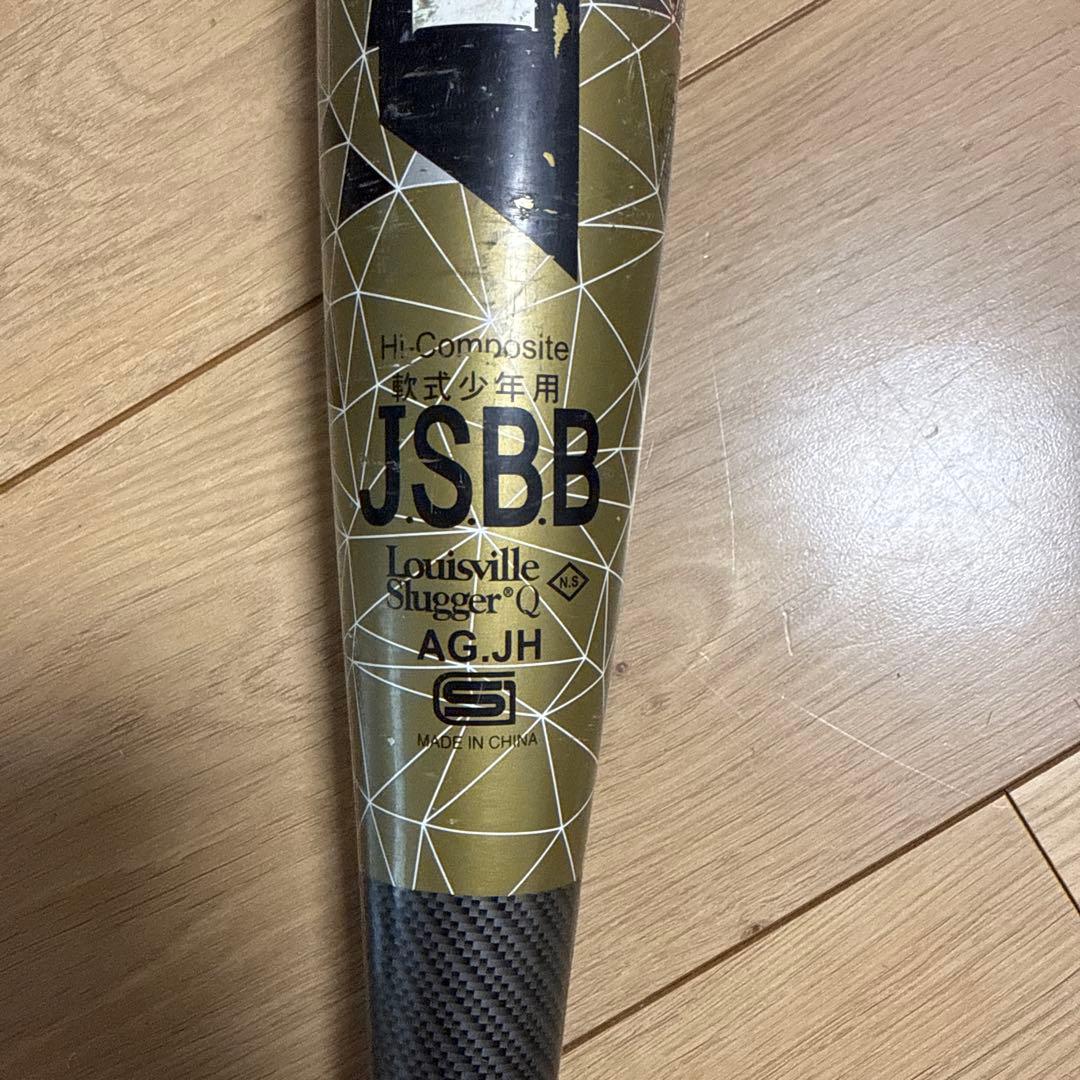 Hi-Composite
軟式少年用
J.S.B.B
Louisville
Slugger®Q
N.S
AG.JH
SG
MADE IN CHINA